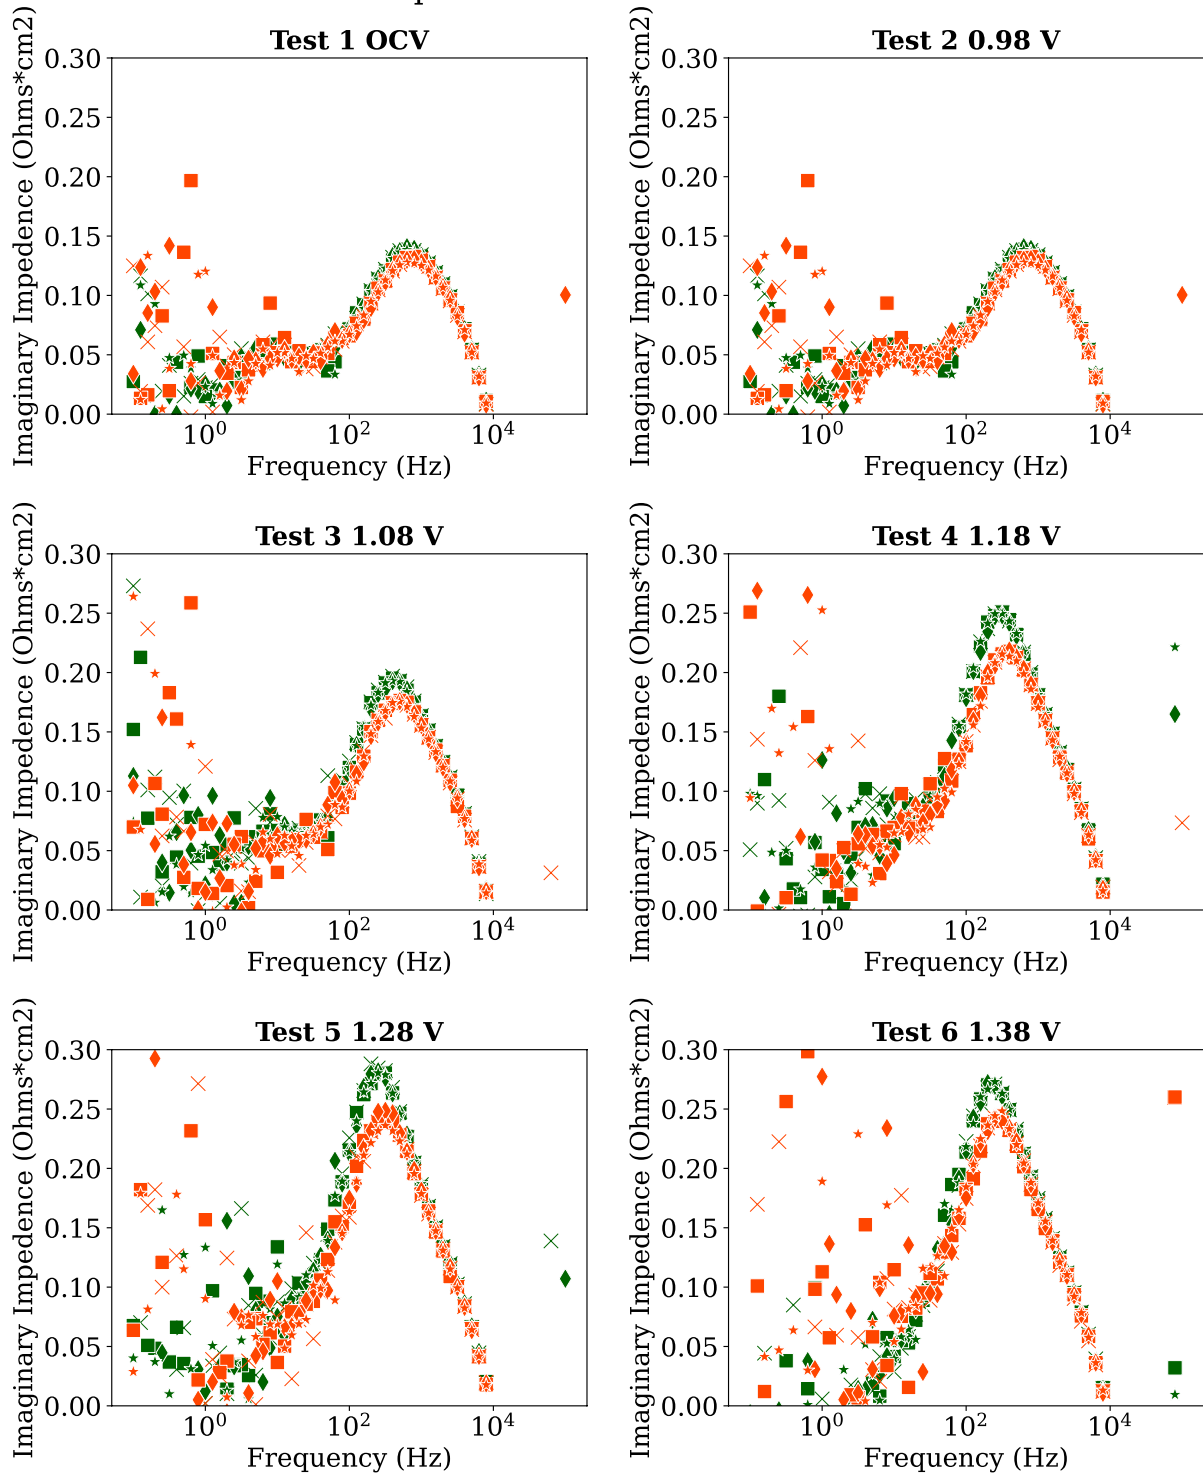 Test 1 OCV
Imaginary Impedence (Ohms*cm2)
0.30
0.25
0.20
0.15
0.10
0.05
0.00
10^0 10^2 10^4
Frequency (Hz)
Test 2 0.98 V
Imaginary Impedence (Ohms*cm2)
0.30
0.25
0.20
0.15
0.10
0.05
0.00
10^0 10^2 10^4
Frequency (Hz)
Test 3 1.08 V
Imaginary Impedence (Ohms*cm2)
0.30
0.25
0.20
0.15
0.10
0.05
0.00
10^0 10^2 10^4
Frequency (Hz)
Test 4 1.18 V
Imaginary Impedence (Ohms*cm2)
0.30
0.25
0.20
0.15
0.10
0.05
0.00
10^0 10^2 10^4
Frequency (Hz)
Test 5 1.28 V
Imaginary Impedence (Ohms*cm2)
0.30
0.25
0.20
0.15
0.10
0.05
0.00
10^0 10^2 10^4
Frequency (Hz)
Test 6 1.38 V
Imaginary Impedence (Ohms*cm2)
0.30
0.25
0.20
0.15
0.10
0.05
0.00
10^0 10^2 10^4
Frequency (Hz)